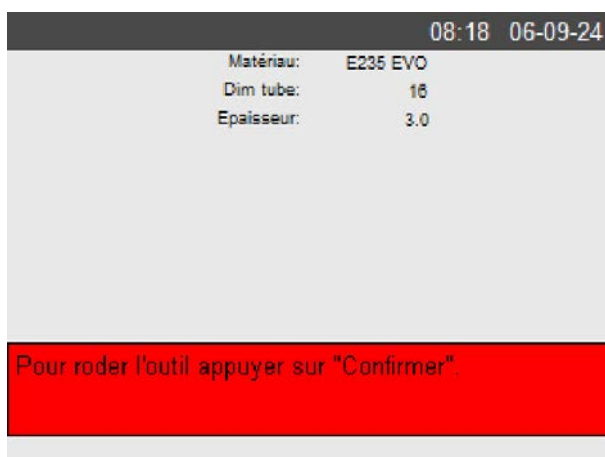 08:18 06-09-24
Matériau: E235 EVO
Dim tube: 16
Epaisseur: 3.0
Pour roder l'outil appuyer sur "Confirmer".